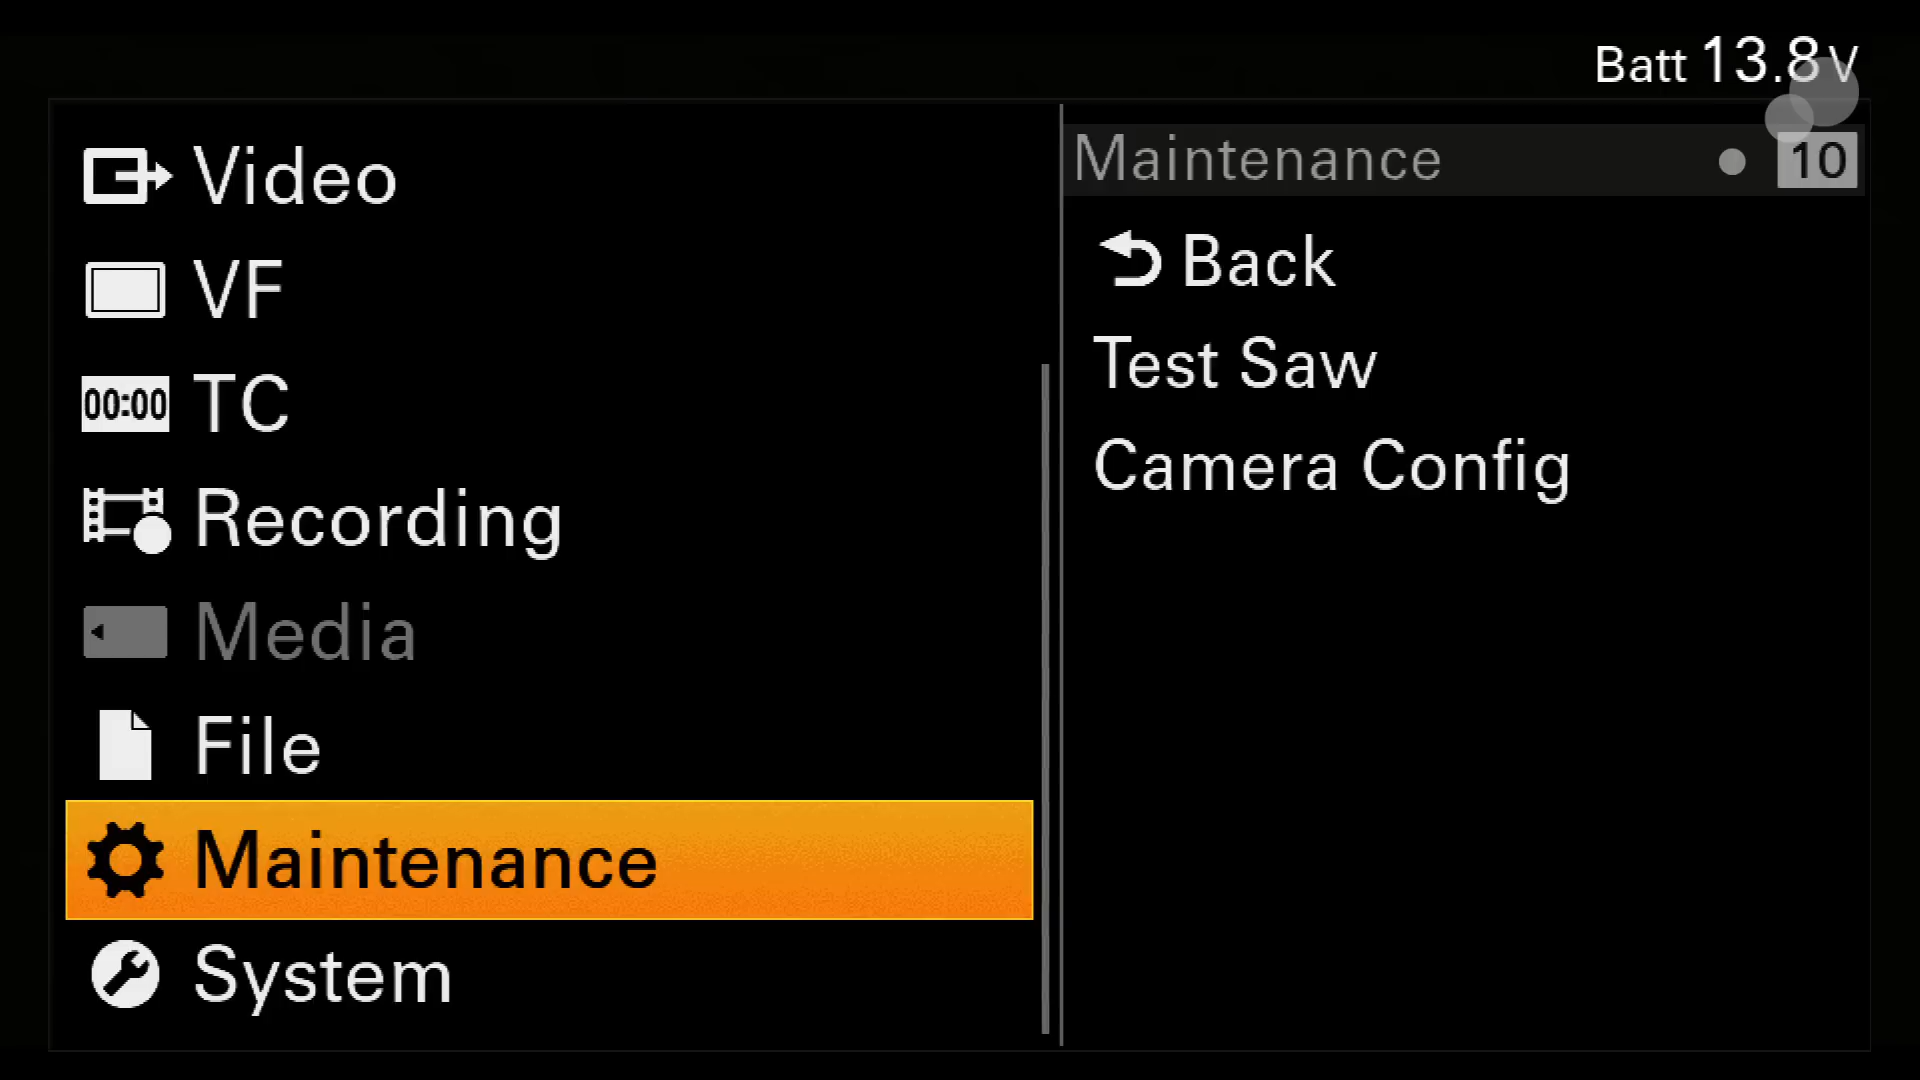 Batt 13.8V
Video
VF
00:00 TC
Recording
Media
File
Maintenance
System
Maintenance 10
Back
Test Saw
Camera Config